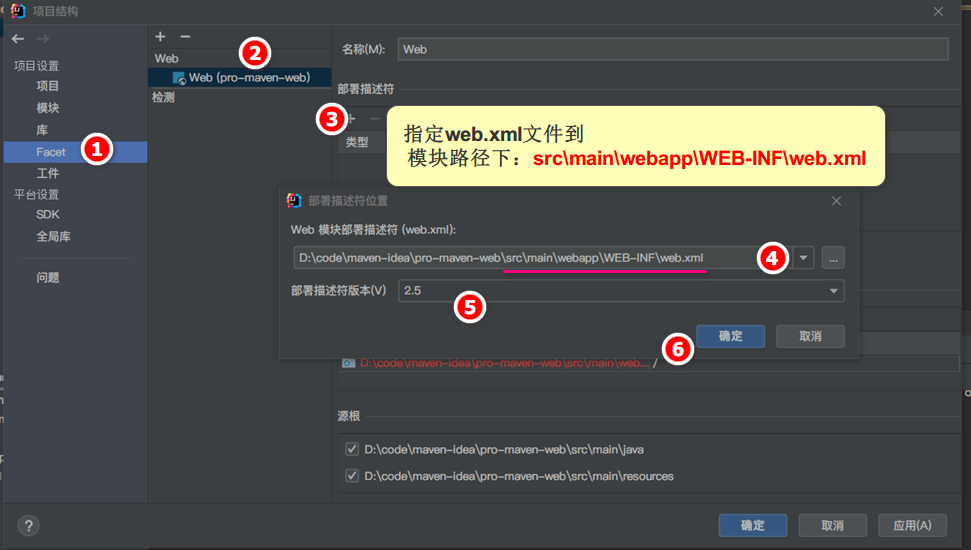 项目结构
项目设置
项目
模块
库
Facet
工件
平台设置
SDK
全局库
问题
1
Web
2
Web (pro-maven-web)
检测
名称(M):
Web
部署描述符
3
类型
指定web.xml文件到
模块路径下：src\main\webapp\WEB-INF\web.xml
部署描述符位置
Web 模块部署描述符 (web.xml):
D:\code\maven-idea\pro-maven-web\src\main\webapp\WEB-INF\web.xml
4
...
部署描述符版本(V)
2.5
5
6
确定
取消
D:\code\maven-idea\pro-maven-web\src\main\web... /
源根
D:\code\maven-idea\pro-maven-web\src\main\java
D:\code\maven-idea\pro-maven-web\src\main\resources
?
确定
取消
应用(A)